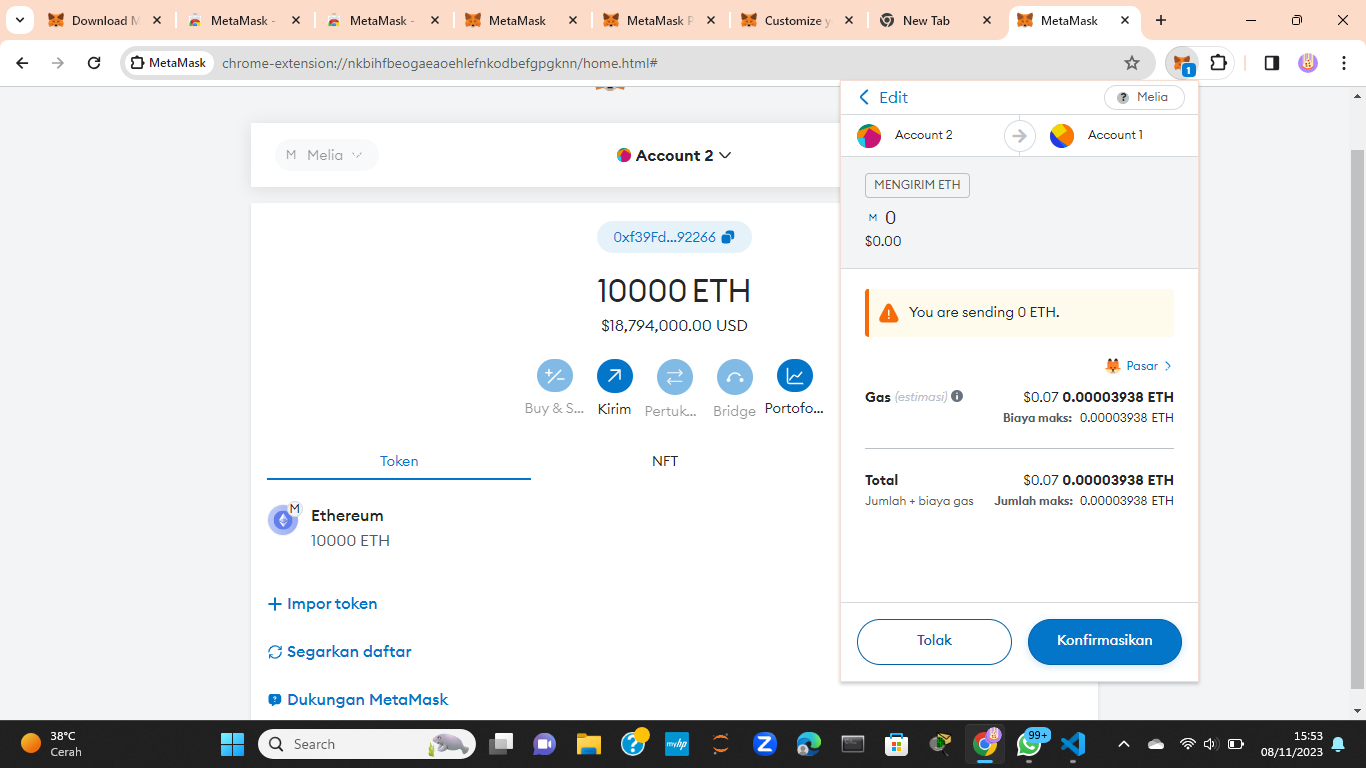 Download M
MetaMask -
MetaMask -
MetaMask
MetaMask P
Customize y
New Tab
MetaMask
MetaMask
chrome-extension://nkbihfbeogaeaoehlefnkodbefgpgknn/home.html#
1
M Melia
Account 2
0xf39Fd...92266
10000 ETH
$18,794,000.00 USD
Buy & S...
Kirim
Pertuk...
Bridge
Portofo...
Token
NFT
M
Ethereum
10000 ETH
Impor token
Segarkan daftar
Dukungan MetaMask
Edit
? Melia
Account 2
Account 1
MENGIRIM ETH
M 0
$0.00
You are sending 0 ETH.
Pasar
Gas (estimasi) $0.07 0.00003938 ETH
Biaya maks: 0.00003938 ETH
Total $0.07 0.00003938 ETH
Jumlah + biaya gas Jumlah maks: 0.00003938 ETH
Tolak
Konfirmasikan
38°C
Cerah
Search
myhp
99+
15:53
08/11/2023